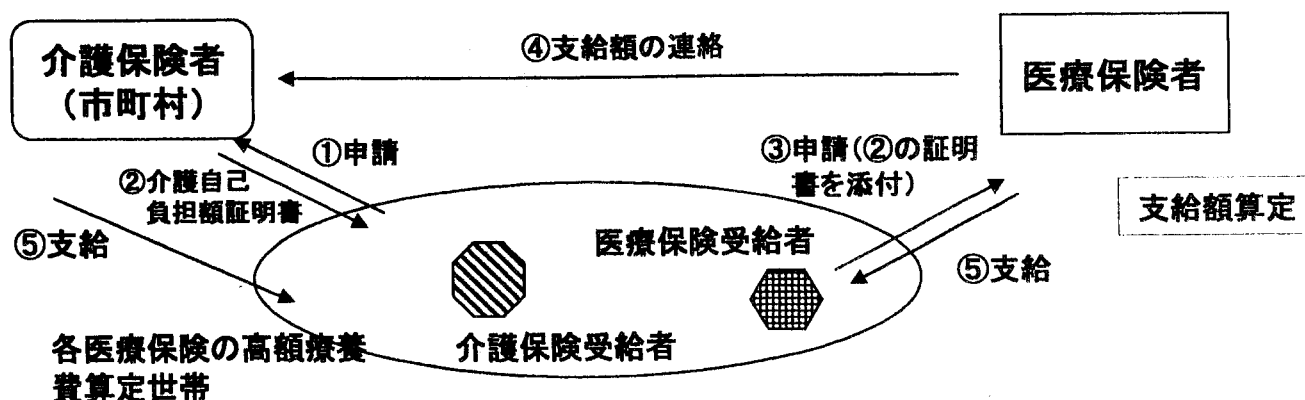 ④支給額の連絡
介護保険者
(市町村)
医療保険者
①申請
③申請(②の証明
書を添付)
②介護自己
負担額証明書
支給額算定
⑤支給
医療保険受給者
⑤支給
各医療保険の高額療養
費算定世帯
介護保険受給者